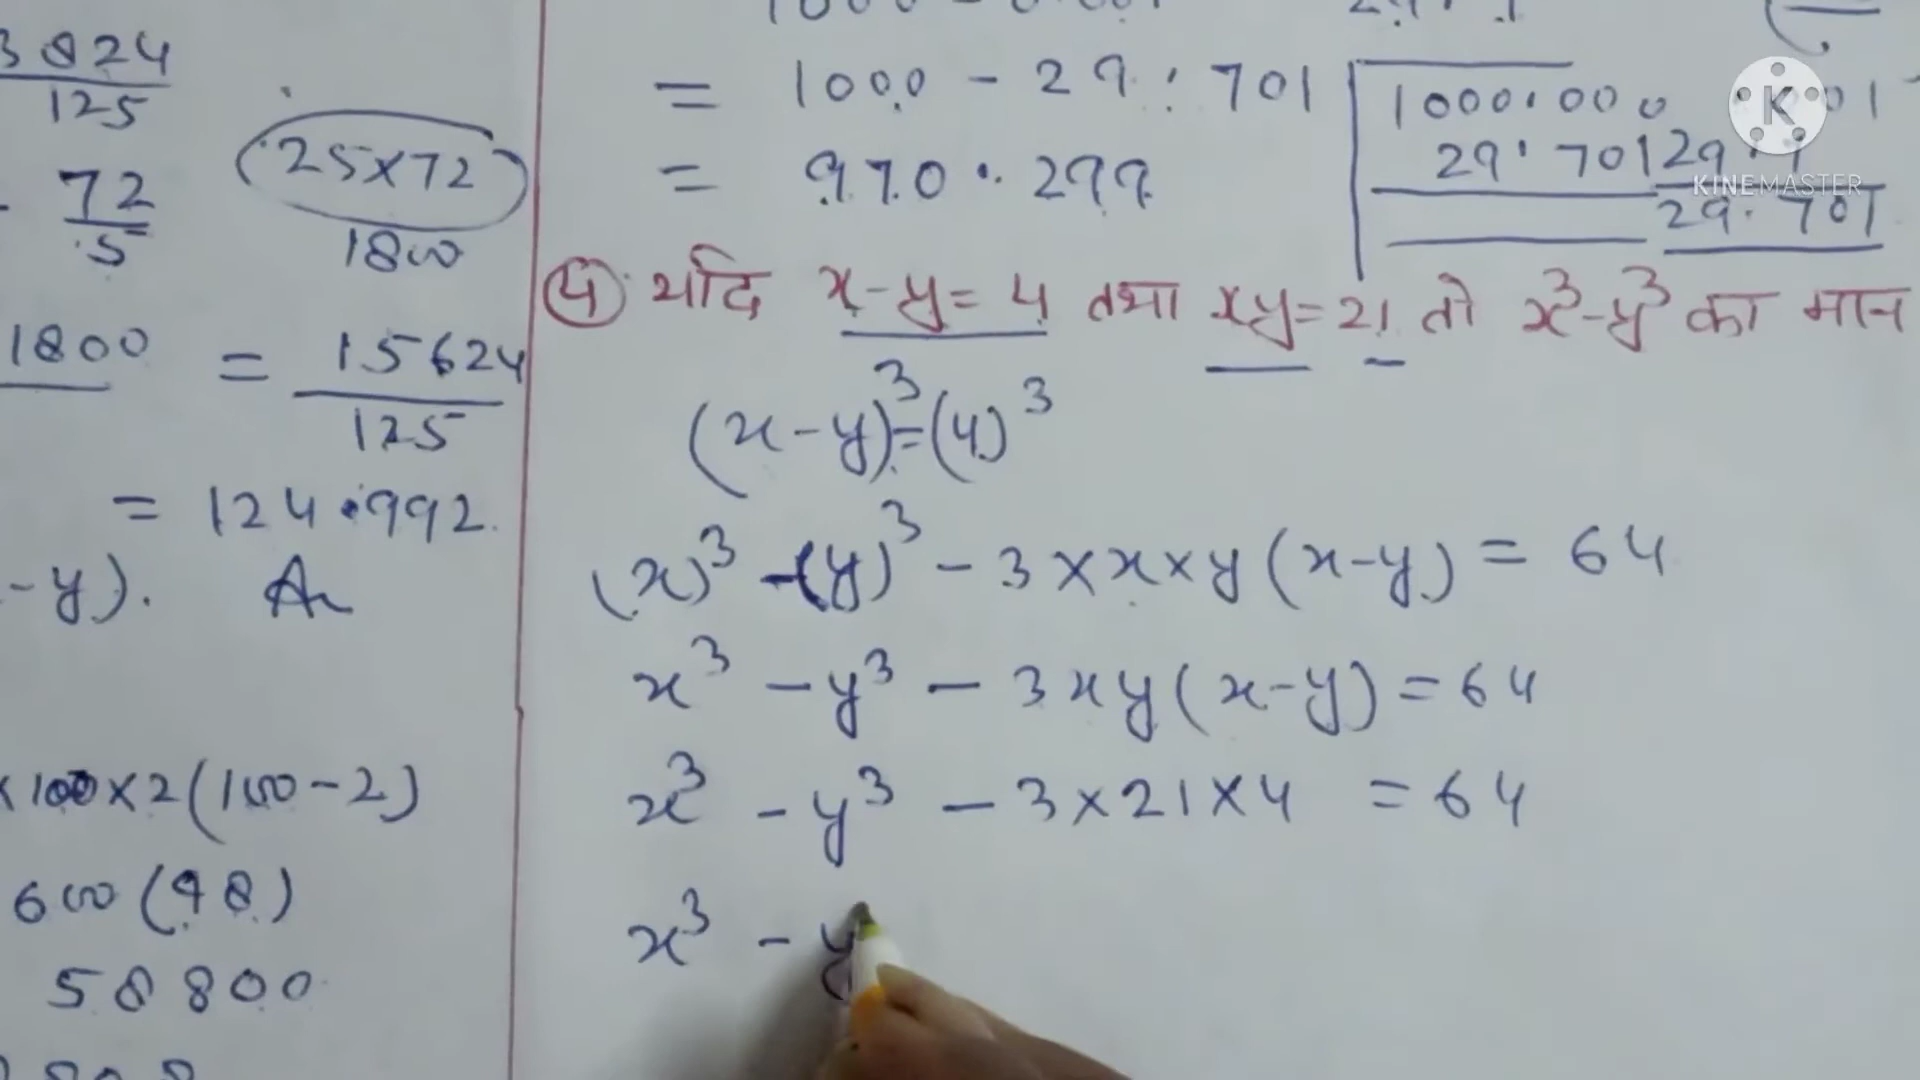 3824
125
72
5
25×72
1800
1800 = 15624
125
= 124.992.
-y). An
×100×2(100-2)
600(98)
58800
= 1000 - 29.701
= 970.299
1000.000
29.701
29.701
KINEMASTER
④ यदि x-y=4 तथा xy=21 तो x³-y³ का मान
(x-y)³=(4)³
(x)³-(y)³-3×x×y(x-y)=64
x³-y³-3xy(x-y)=64
x³-y³-3×21×4=64
x³-y